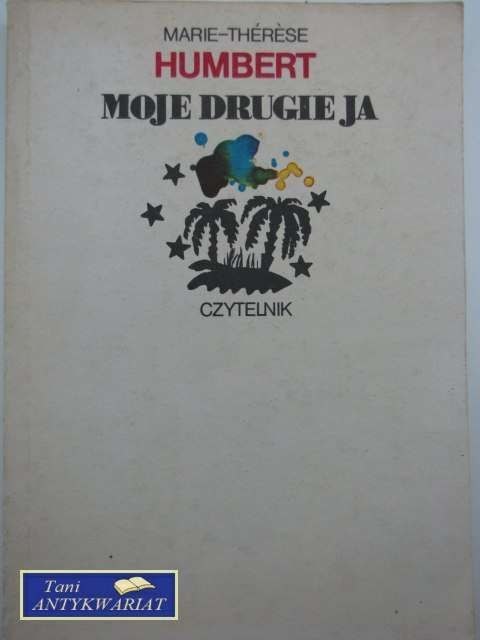 MARIE-THÉRÈSE
HUMBERT
MOJE DRUGIE JA
CZYTELNIK
Tani
ANTYKWARIAT